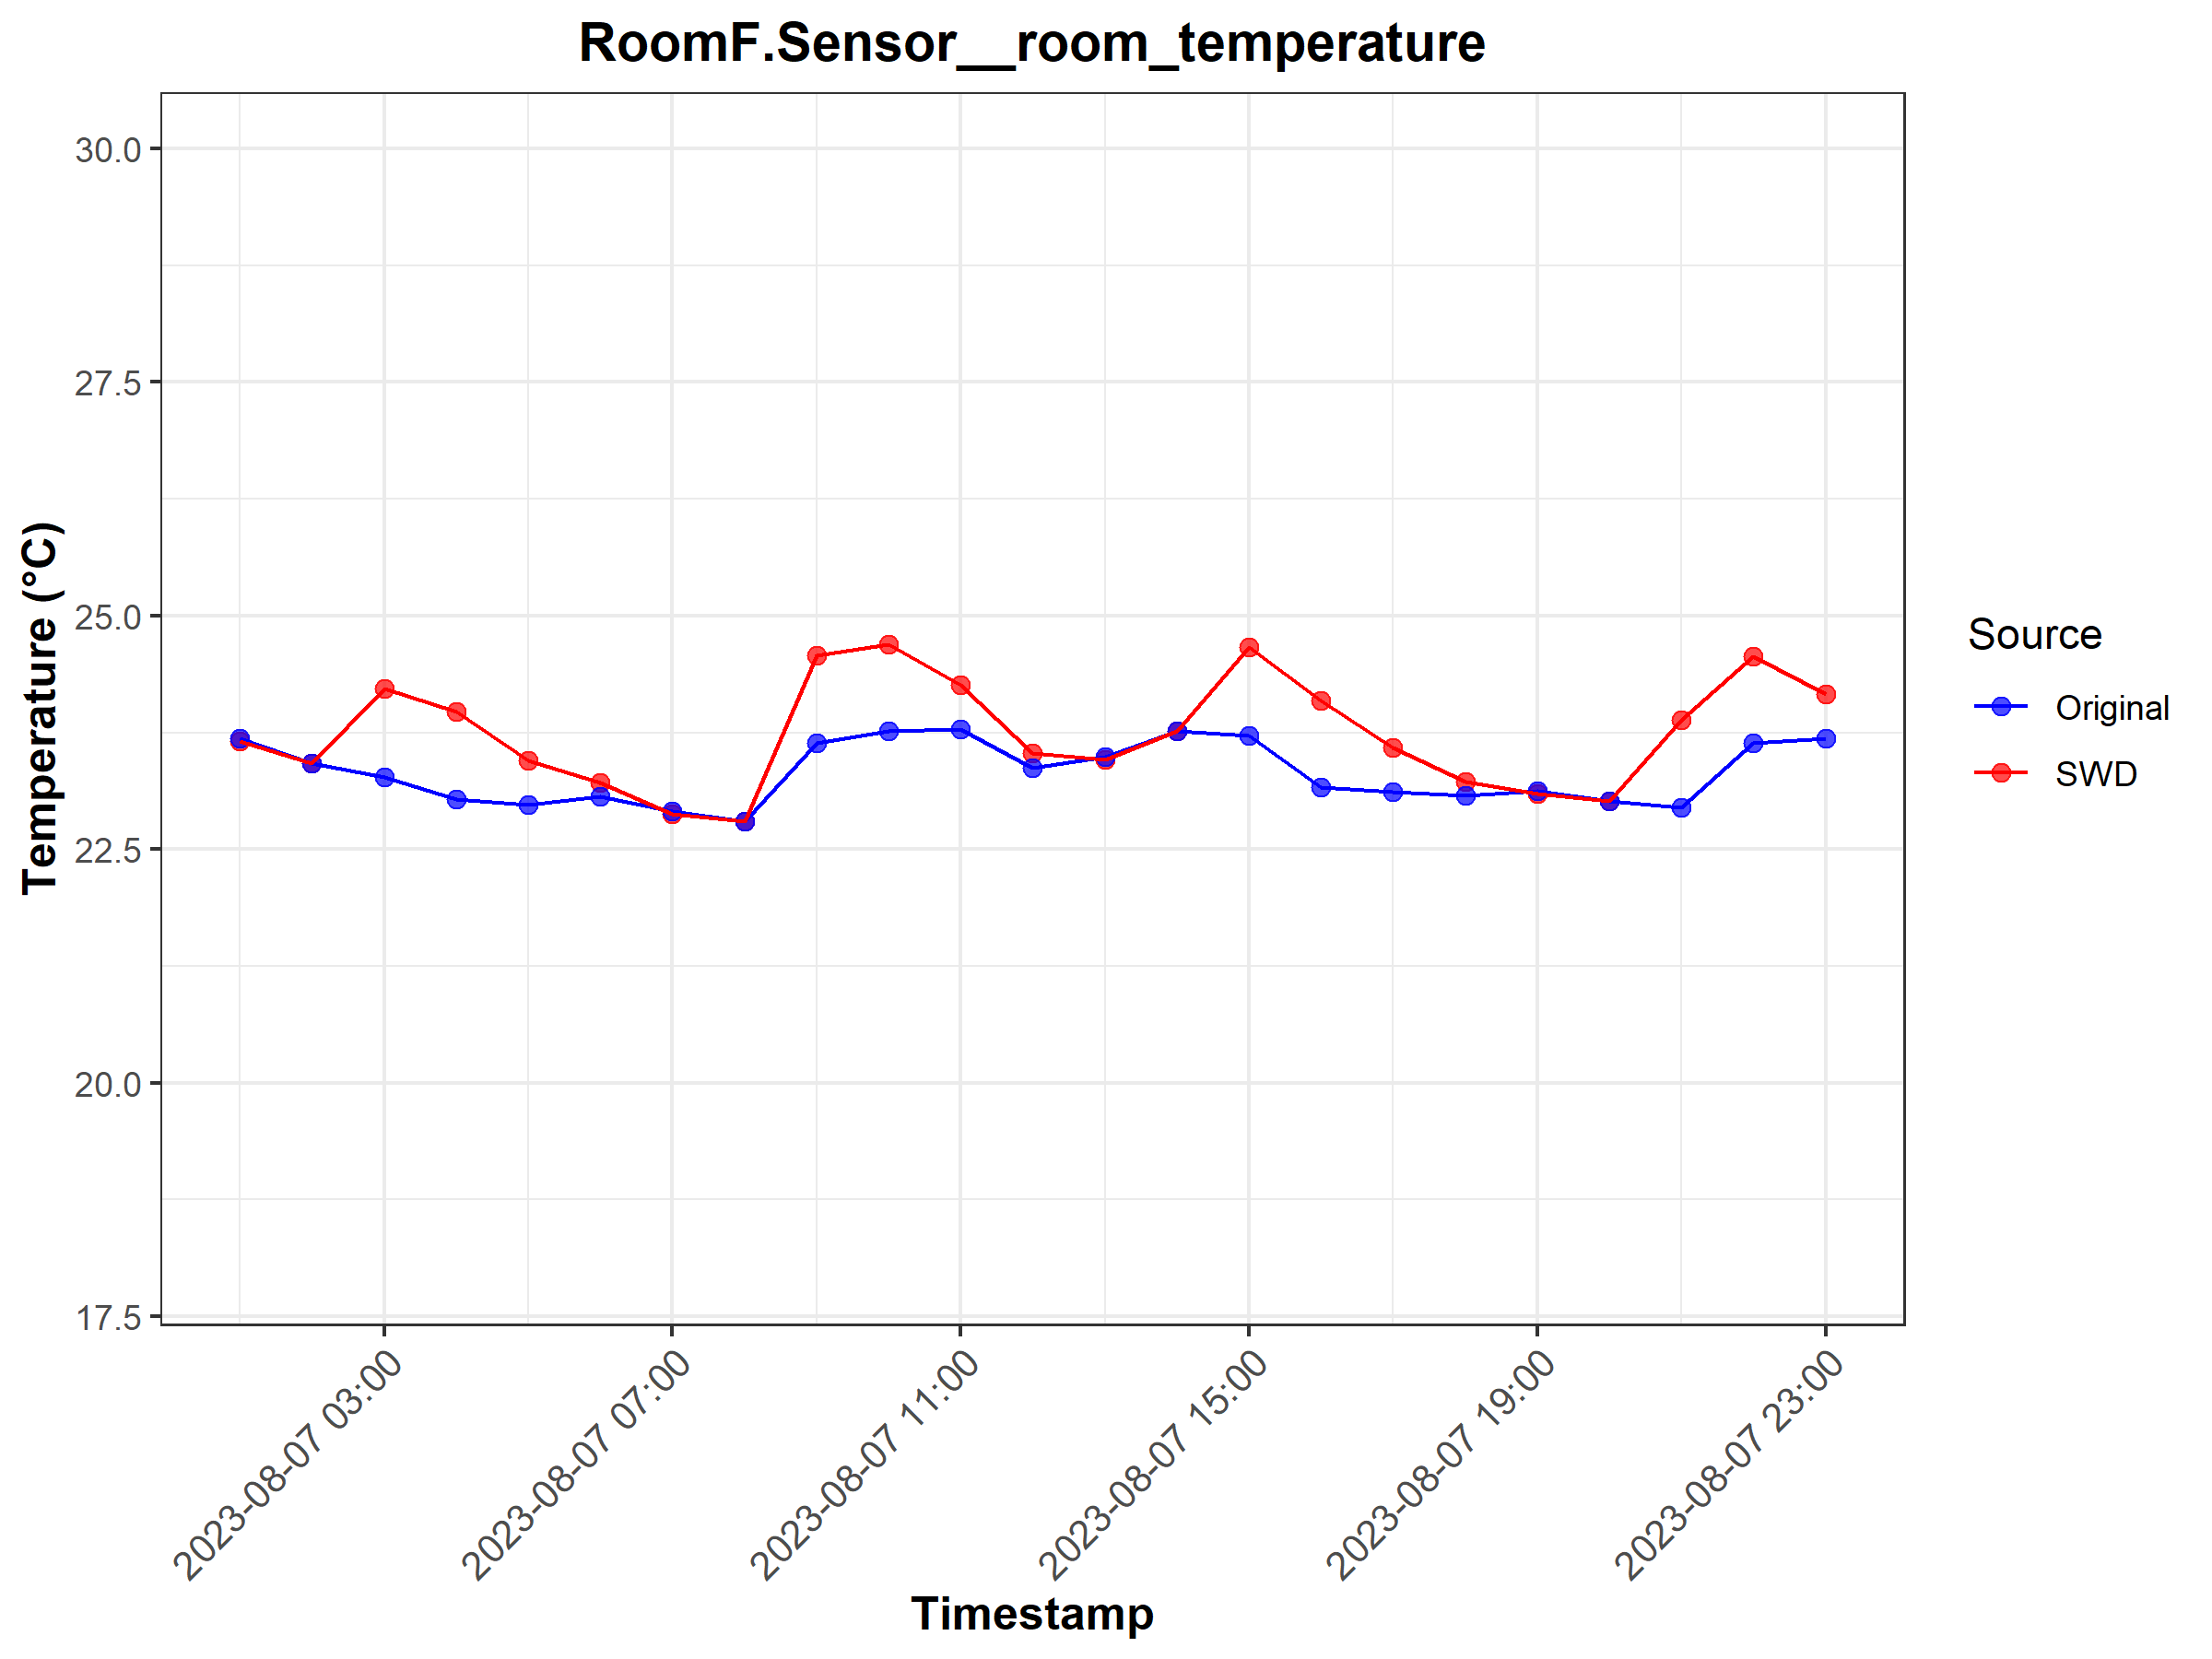 RoomF.Sensor__room_temperature
30.0
27.5
25.0
22.5
20.0
17.5
Temperature (°C)
2023-08-07 03:00
2023-08-07 07:00
2023-08-07 11:00
2023-08-07 15:00
2023-08-07 19:00
2023-08-07 23:00
Timestamp
Source
Original
SWD